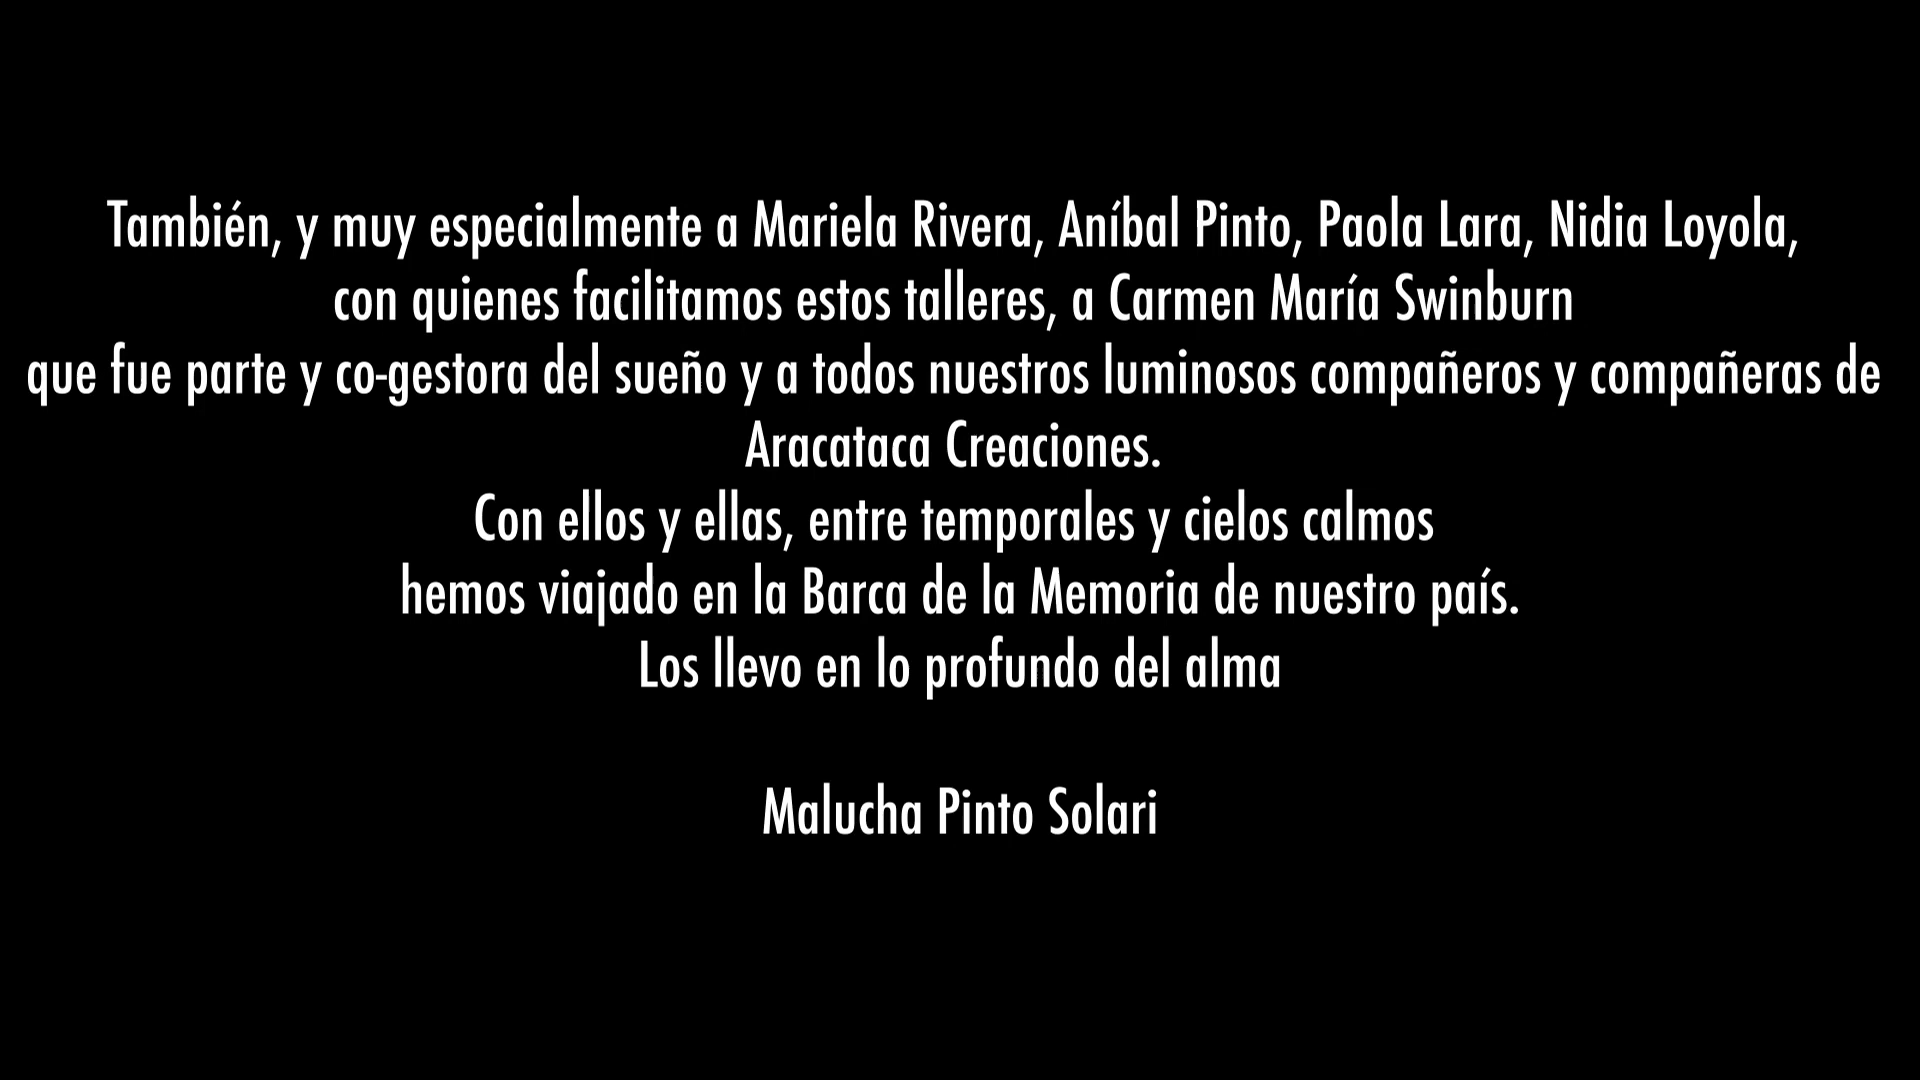 También, y muy especialmente a Mariela Rivera, Aníbal Pinto, Paola Lara, Nidia Loyola,
con quienes facilitamos estos talleres, a Carmen María Swinburn
que fue parte y co-gestora del sueño y a todos nuestros luminosos compañeros y compañeras de
Aracataca Creaciones.
Con ellos y ellas, entre temporales y cielos calmos
hemos viajado en la Barca de la Memoria de nuestro país.
Los llevo en lo profundo del alma
Malucha Pinto Solari